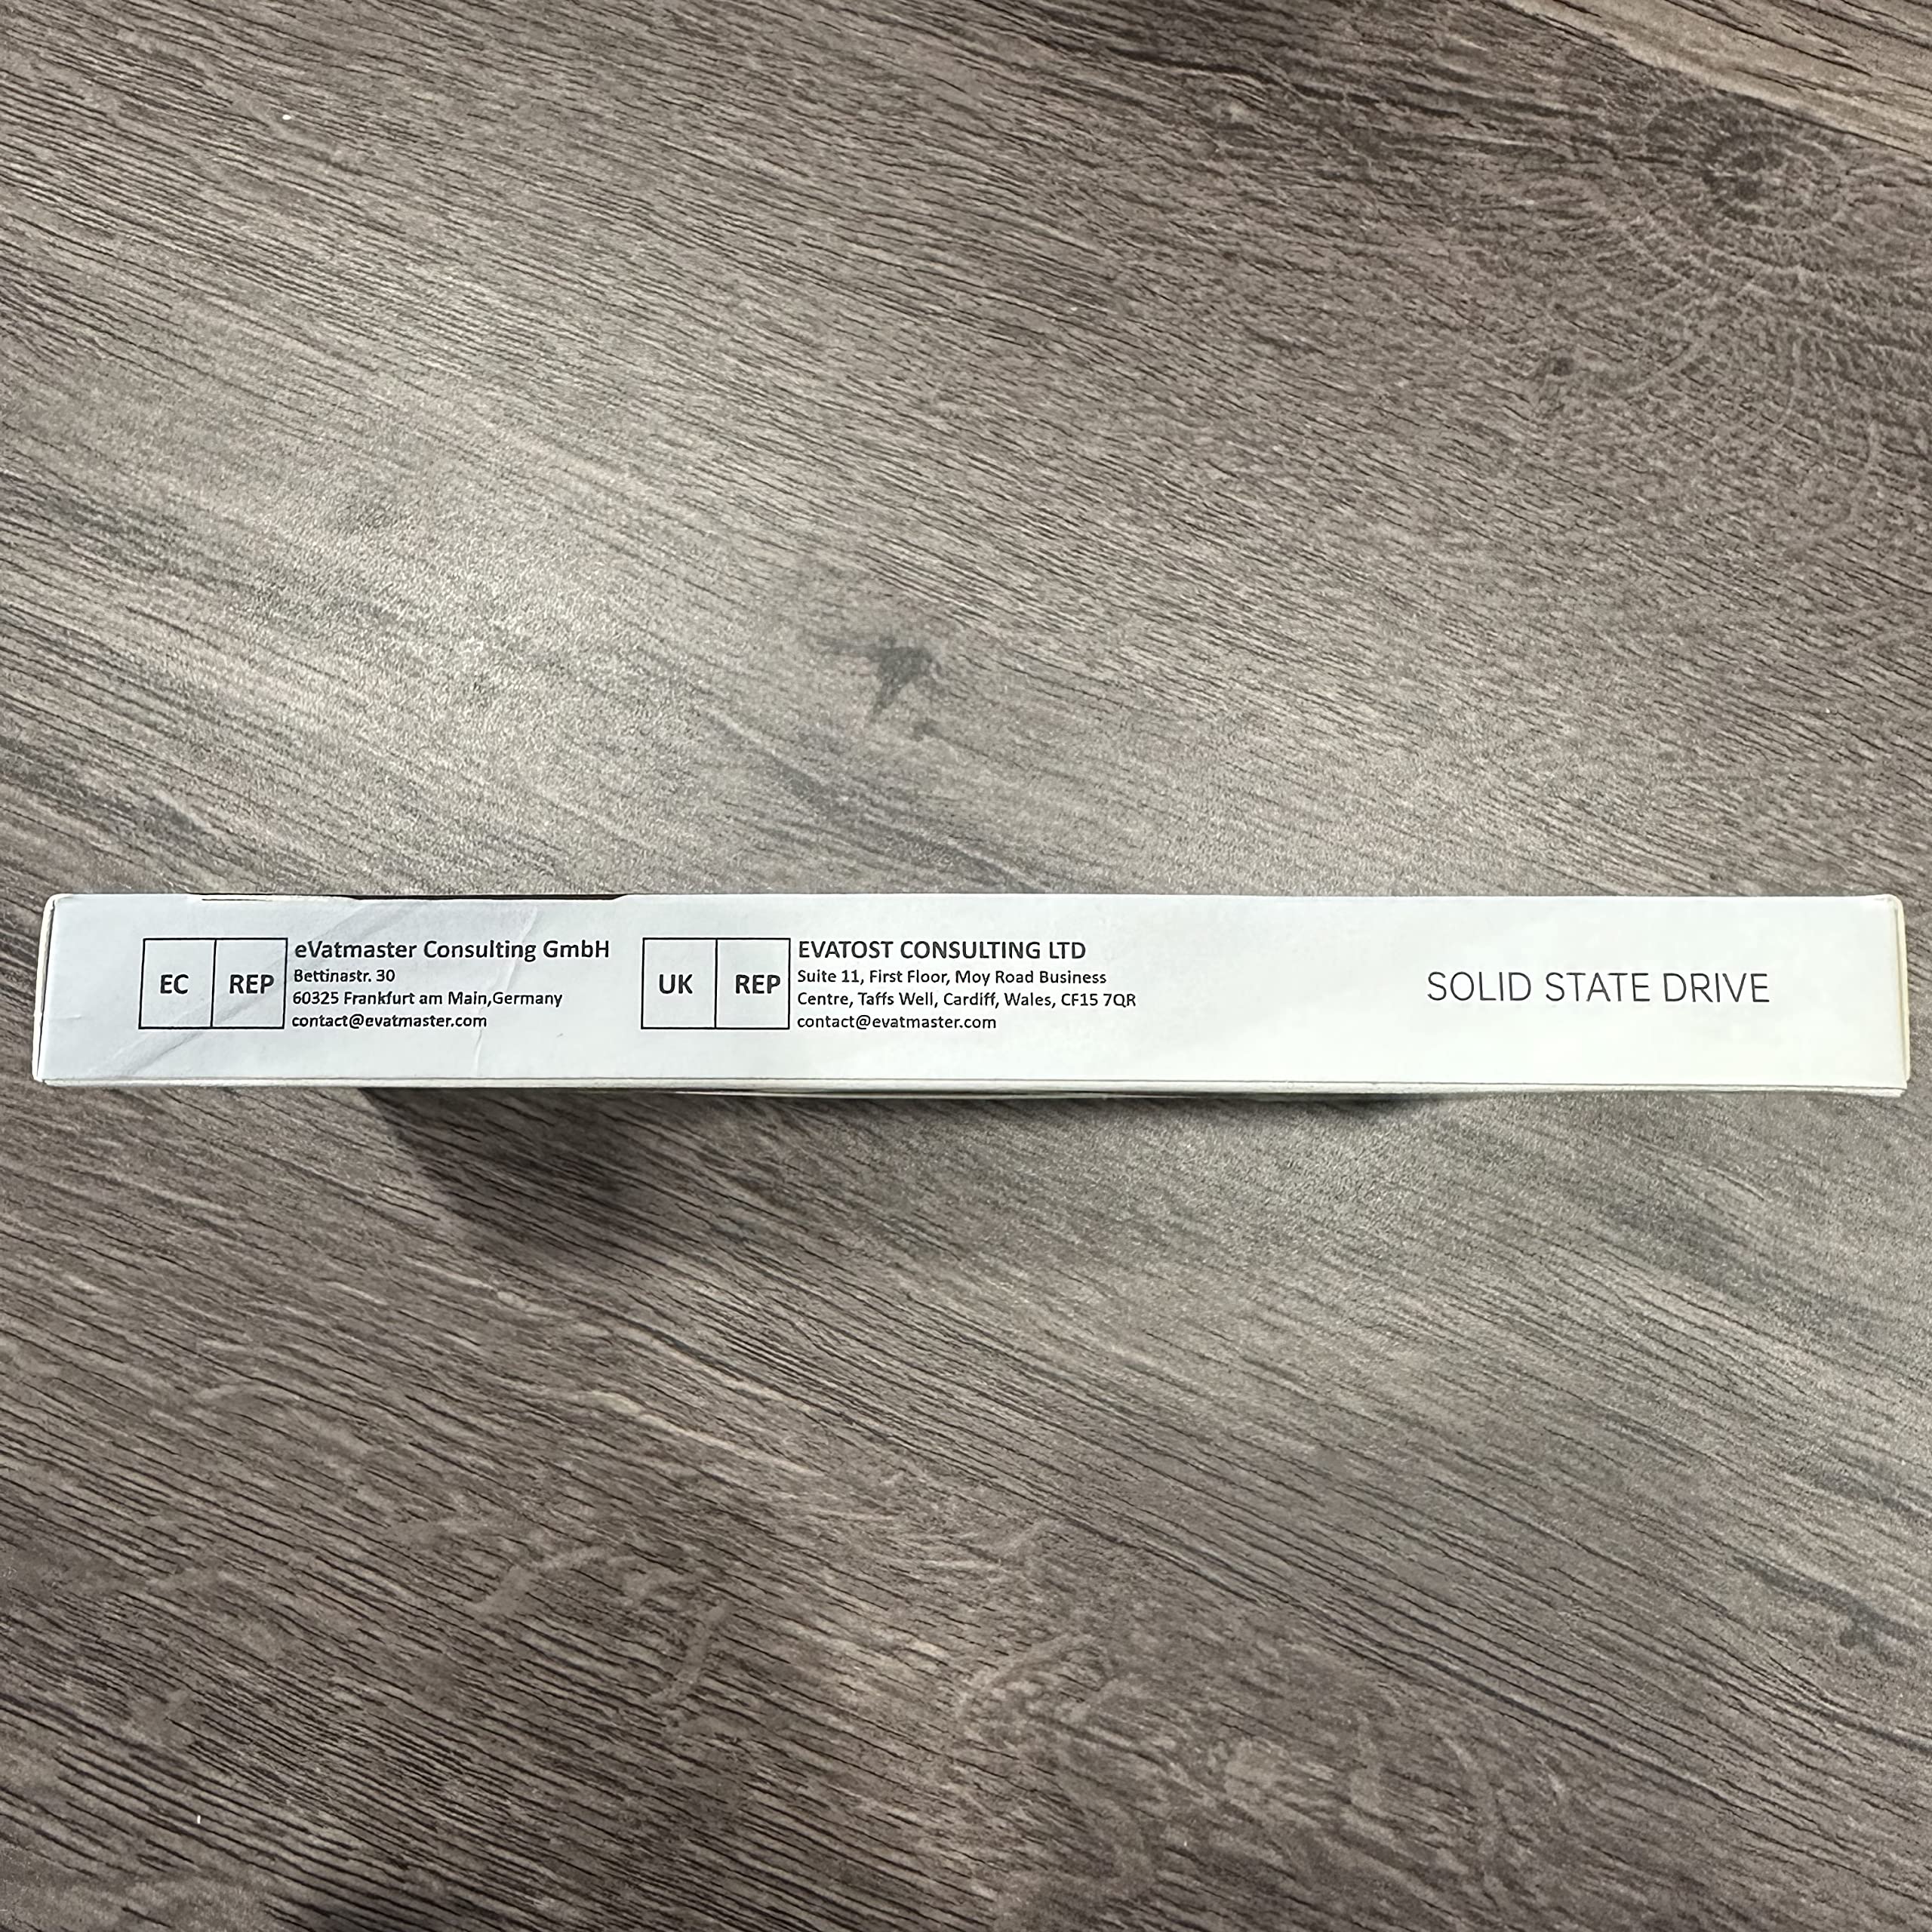 EC REP
eVatmaster Consulting GmbH
Bettinastr. 30
60325 Frankfurt am Main,Germany
contact@evatmaster.com
UK REP
EVATOST CONSULTING LTD
Suite 11, First Floor, Moy Road Business
Centre, Taffs Well, Cardiff, Wales, CF15 7QR
contact@evatmaster.com
SOLID STATE DRIVE